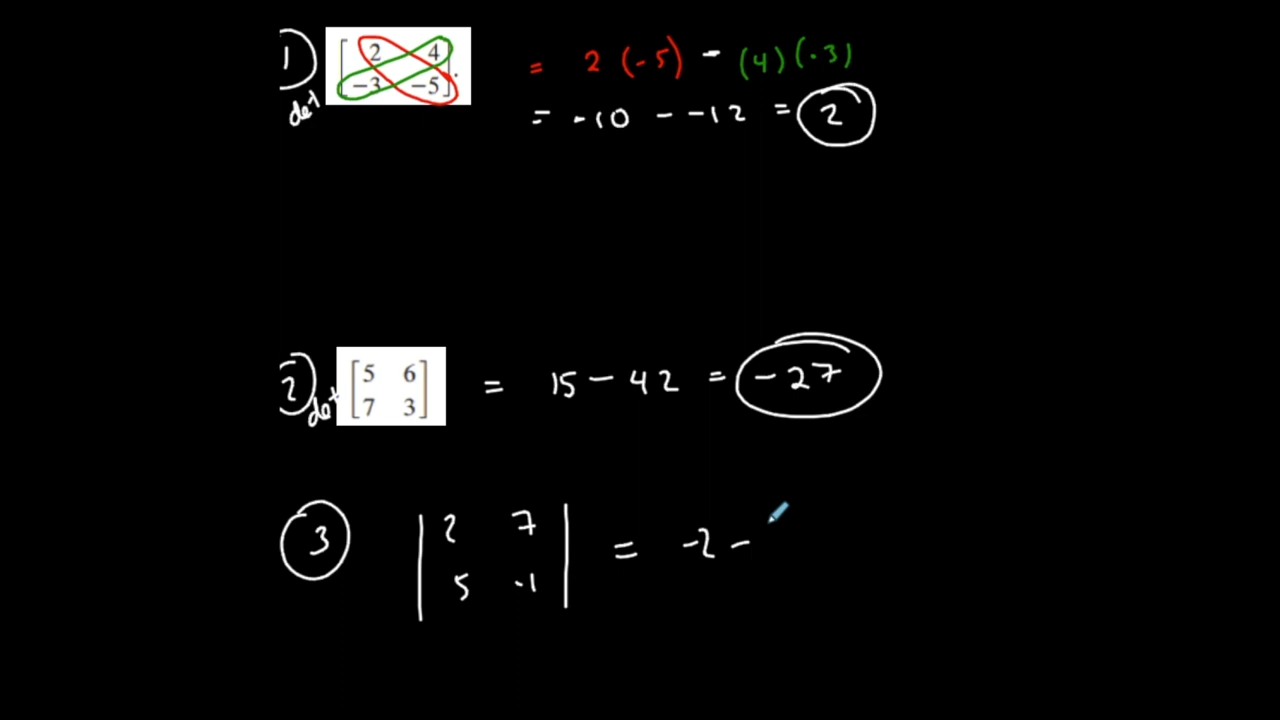 1) det [ 2 4 = 2 (-5) - (4)(-3)
-3 -5 ]. = -10 - -12 = 2
2) det [ 5 6
7 3 ] = 15 - 42 = -27
3 | 2 7
5 -1 | = -2 -